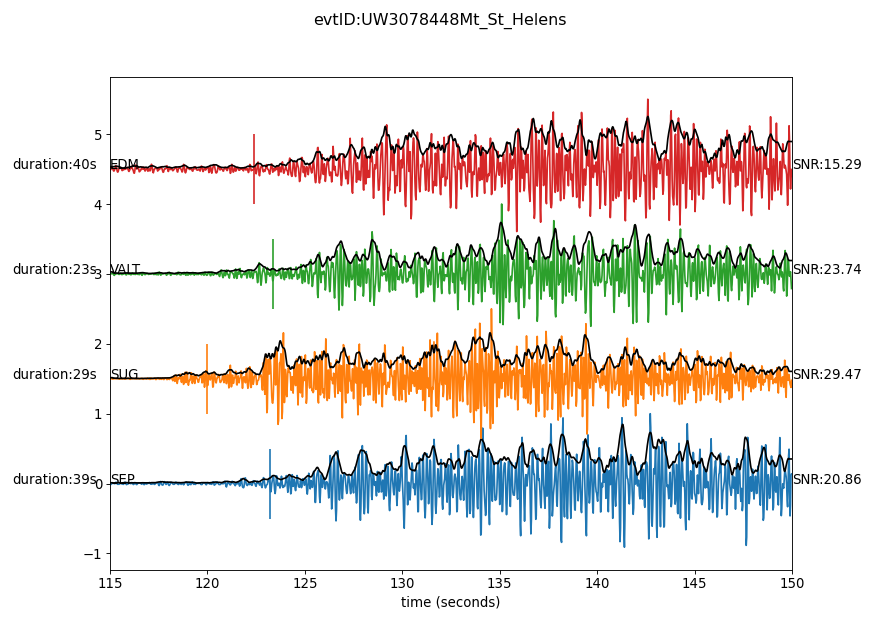 evtID:UW3078448Mt_St_Helens
5
duration:40s EDM SNR:15.29
4
duration:23s 3 VALT SNR:23.74
2
duration:29s SUG SNR:29.47
1
duration:39s 0 SEP SNR:20.86
−1
115 120 125 130 135 140 145 150
time (seconds)